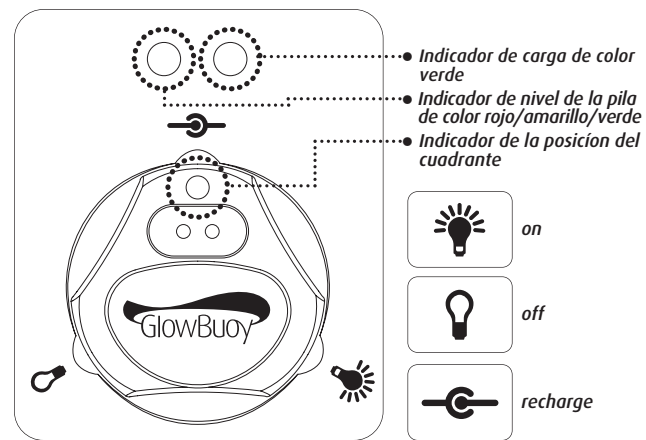 Indicador de carga de color
verde
Indicador de nivel de la pila
de color rojo/amarillo/verde
Indicador de la posicíon del
cuadrante
on
GlowBuoy
off
recharge